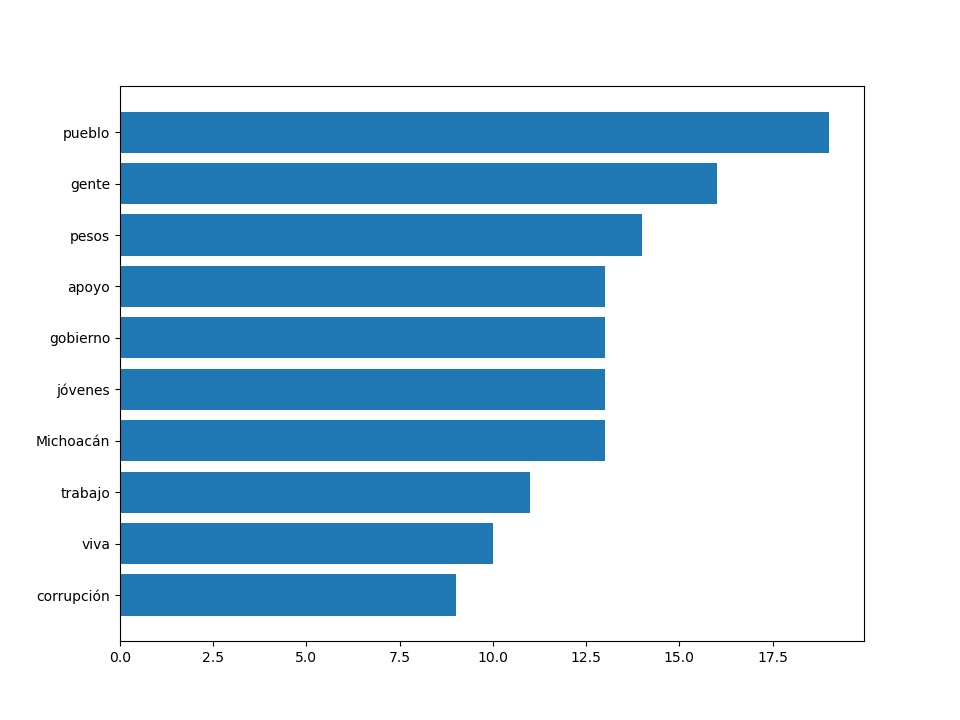 pueblo
gente
pesos
apoyo
gobierno
jóvenes
Michoacán
trabajo
viva
corrupción
0.0 2.5 5.0 7.5 10.0 12.5 15.0 17.5